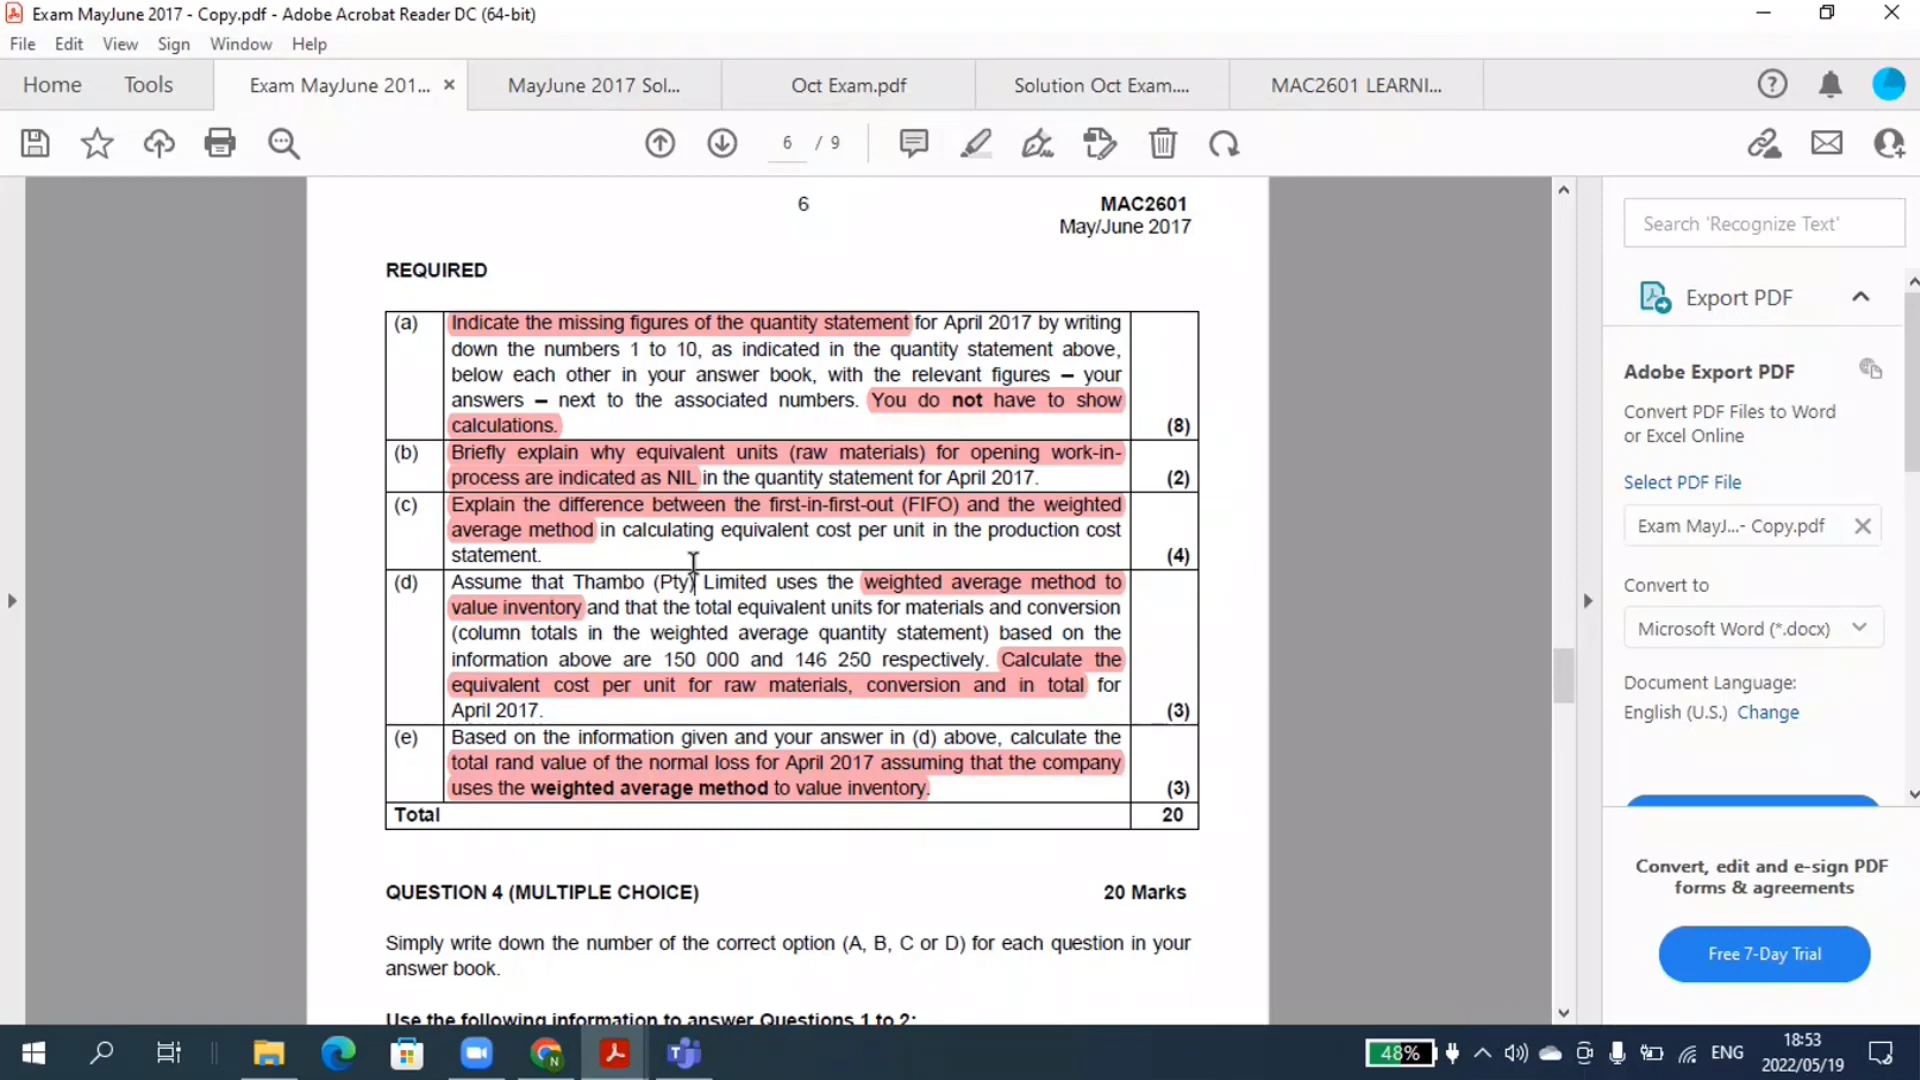 Exam MayJune 2017 - Copy.pdf - Adobe Acrobat Reader DC (64-bit)
File Edit View Sign Window Help
Home Tools Exam MayJune 201... × MayJune 2017 Sol... Oct Exam.pdf Solution Oct Exam.... MAC2601 LEARNI...
6 / 9
6 MAC2601
May/June 2017
REQUIRED
(a) Indicate the missing figures of the quantity statement for April 2017 by writing
down the numbers 1 to 10, as indicated in the quantity statement above,
below each other in your answer book, with the relevant figures – your
answers – next to the associated numbers. You do not have to show
calculations. (8)
(b) Briefly explain why equivalent units (raw materials) for opening work-in-
process are indicated as NIL in the quantity statement for April 2017. (2)
(c) Explain the difference between the first-in-first-out (FIFO) and the weighted
average method in calculating equivalent cost per unit in the production cost
statement. (4)
(d) Assume that Thambo (Pty) Limited uses the weighted average method to
value inventory and that the total equivalent units for materials and conversion
(column totals in the weighted average quantity statement) based on the
information above are 150 000 and 146 250 respectively. Calculate the
equivalent cost per unit for raw materials, conversion and in total for
April 2017. (3)
(e) Based on the information given and your answer in (d) above, calculate the
total rand value of the normal loss for April 2017 assuming that the company
uses the weighted average method to value inventory. (3)
Total 20
QUESTION 4 (MULTIPLE CHOICE) 20 Marks
Simply write down the number of the correct option (A, B, C or D) for each question in your
answer book.
Use the following information to answer Questions 1 to 2:
Search 'Recognize Text'
Export PDF
Adobe Export PDF
Convert PDF Files to Word
or Excel Online
Select PDF File
Exam MayJ...- Copy.pdf
Convert to
Microsoft Word (*.docx)
Document Language:
English (U.S.) Change
Convert, edit and e-sign PDF
forms & agreements
Free 7-Day Trial
48% ENG 18:53
2022/05/19